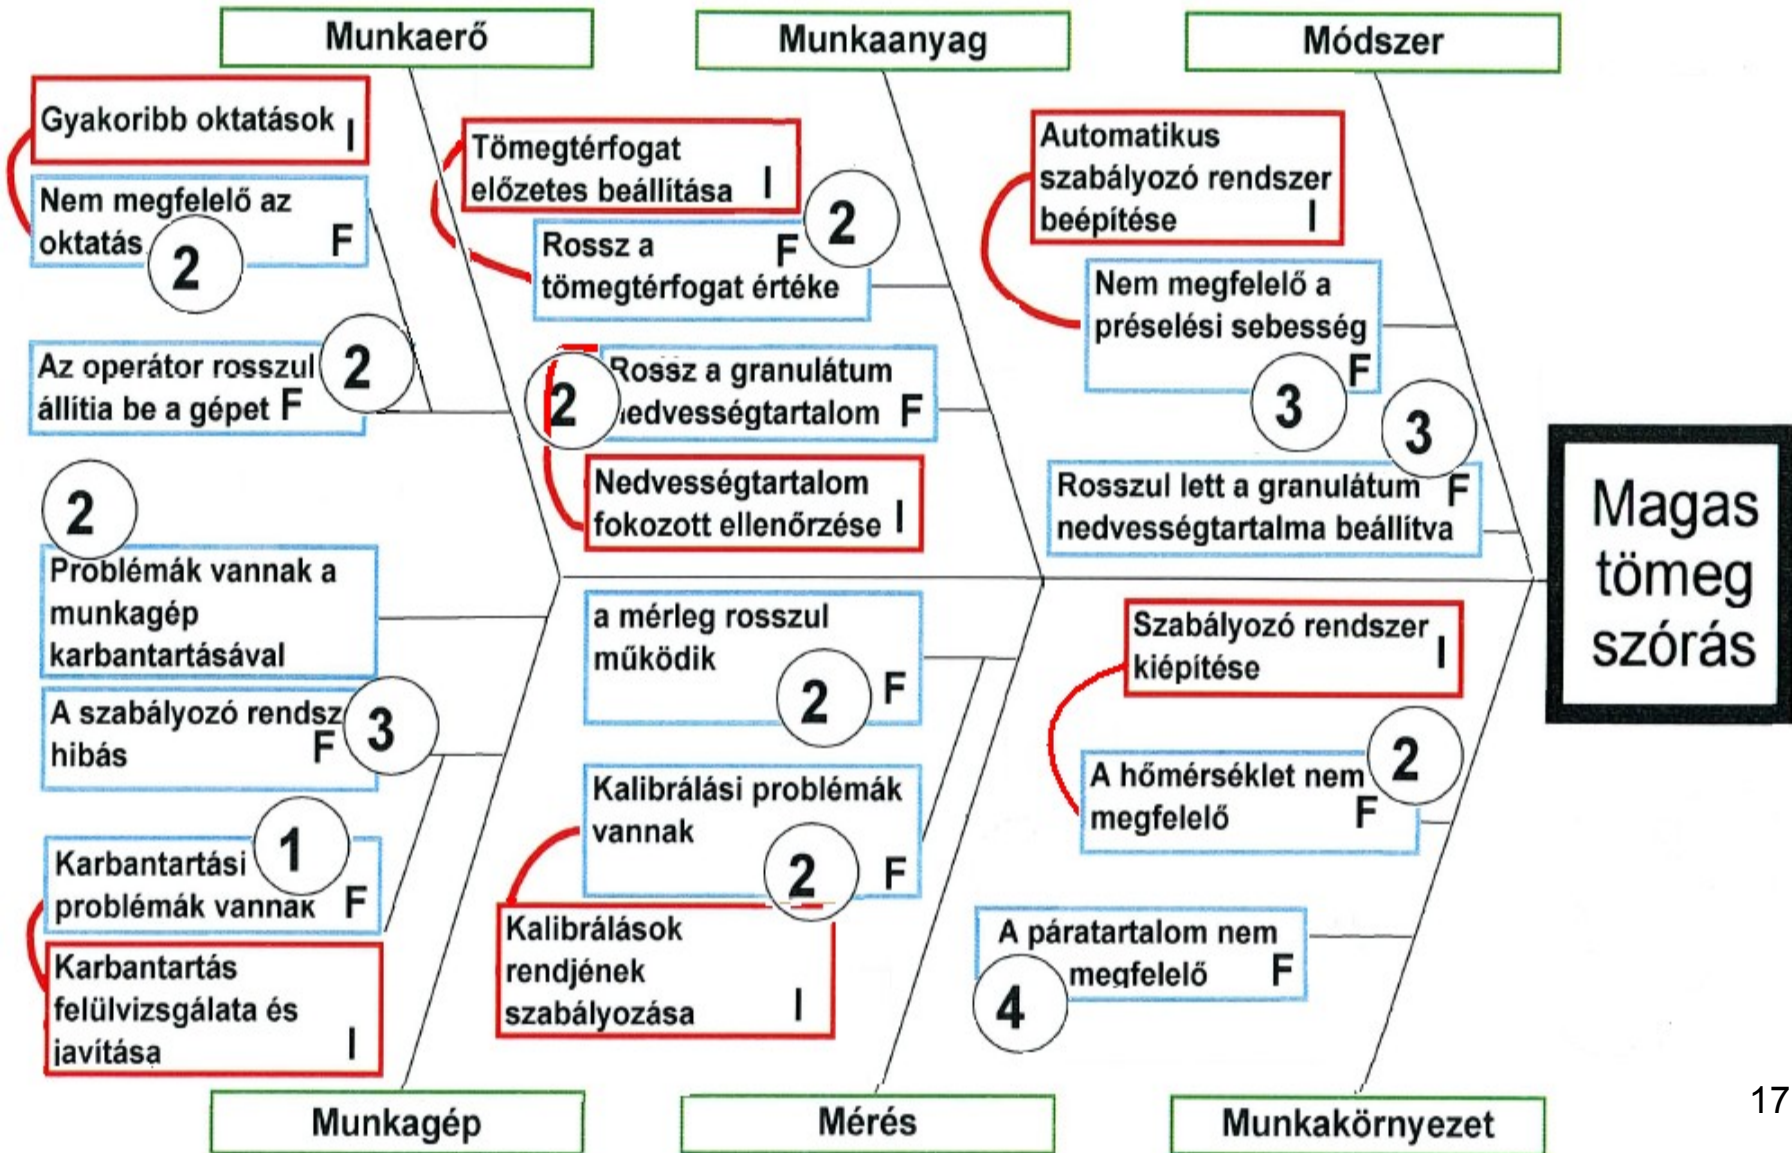 Munkaerő
Munkaanyag
Módszer
Gyakoribb oktatások I
Nem megfelelő az
oktatás F
2
Az operátor rosszul
állítia be a gépet F
2
Tömegtérfogat
előzetes beállítása I
2
Rossz a F
tömegtérfogat értéke
2
Rossz a granulátum
nedvességtartalom F
Nedvességtartalom
fokozott ellenőrzése I
Automatikus
szabályozó rendszer
beépítése I
Nem megfelelő a
préselési sebesség
F
3
3
Rosszul lett a granulátum F
nedvességtartalma beállítva
Magas
tömeg
szórás
2
Problémák vannak a
munkagép
karbantartásával
A szabályozó rendsz
hibás F
3
1
Karbantartási
problémák vannak F
Karbantartás
felülvizsgálata és
javítása I
a mérleg rosszul
működik
2 F
Kalibrálási problémák
vannak
2 F
Kalibrálások
rendjének
szabályozása I
Szabályozó rendszer
kiépítése I
2
A hőmérséklet nem
megfelelő F
A páratartalom nem
megfelelő F
4
Munkagép
Mérés
Munkakörnyezet
17